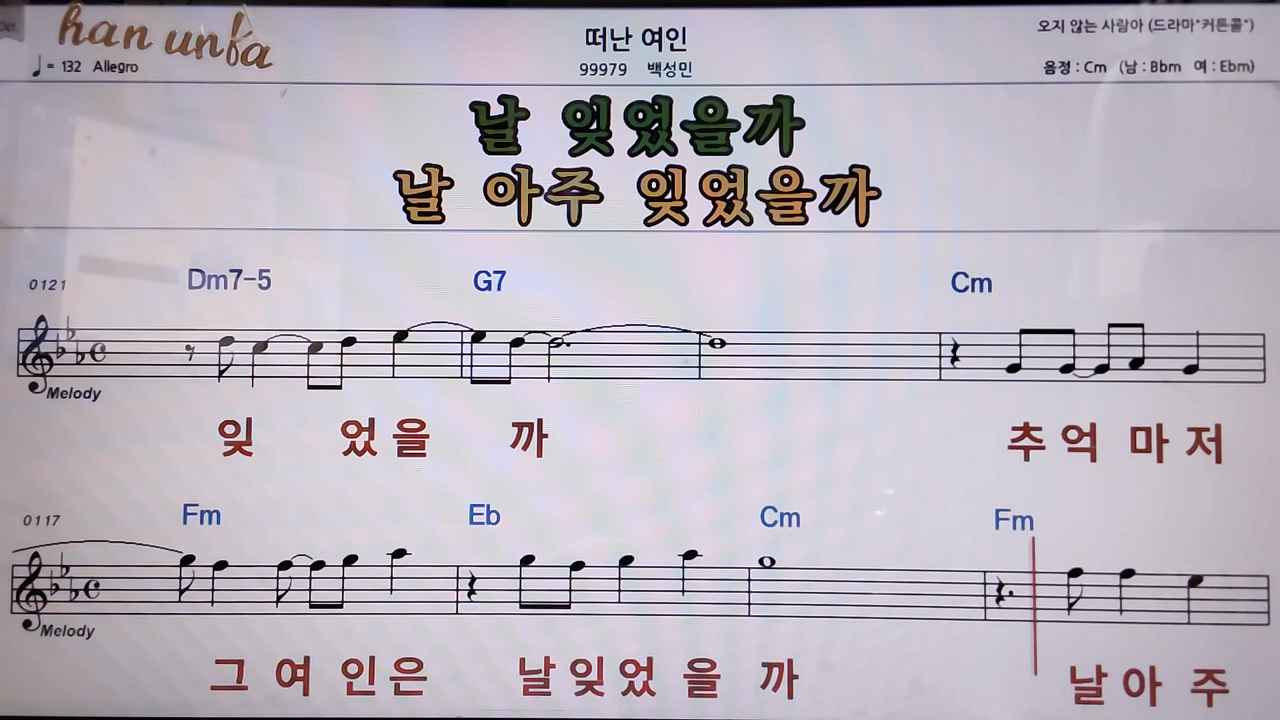 han unfa
♩= 132 Allegro
떠난 여인
99979 백성민
오지 않는 사람아 (드라마"커튼콜")
음정 : Cm (남 : Bbm 여 : Ebm)
날 잊었을까
날 아주 잊었을까
0121 Dm7-5 G7 Cm
Melody
잊 었을 까 추억 마 저
0117 Fm Eb Cm Fm
Melody
그 여 인은 날잊었 을 까 날아 주